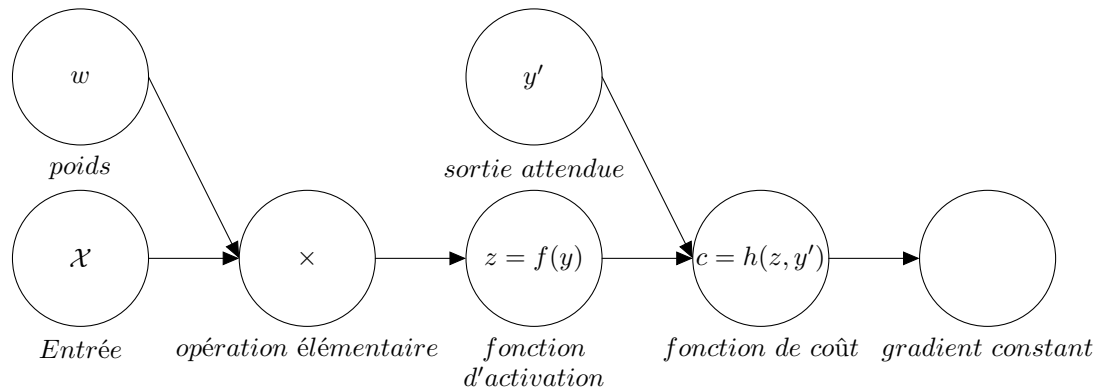 w
y′
poids
sortie attendue
𝒳
×
z = f(y)
c = h(z, y′)
Entrée
opération élémentaire
fonction
d'activation
fonction de coût
gradient constant